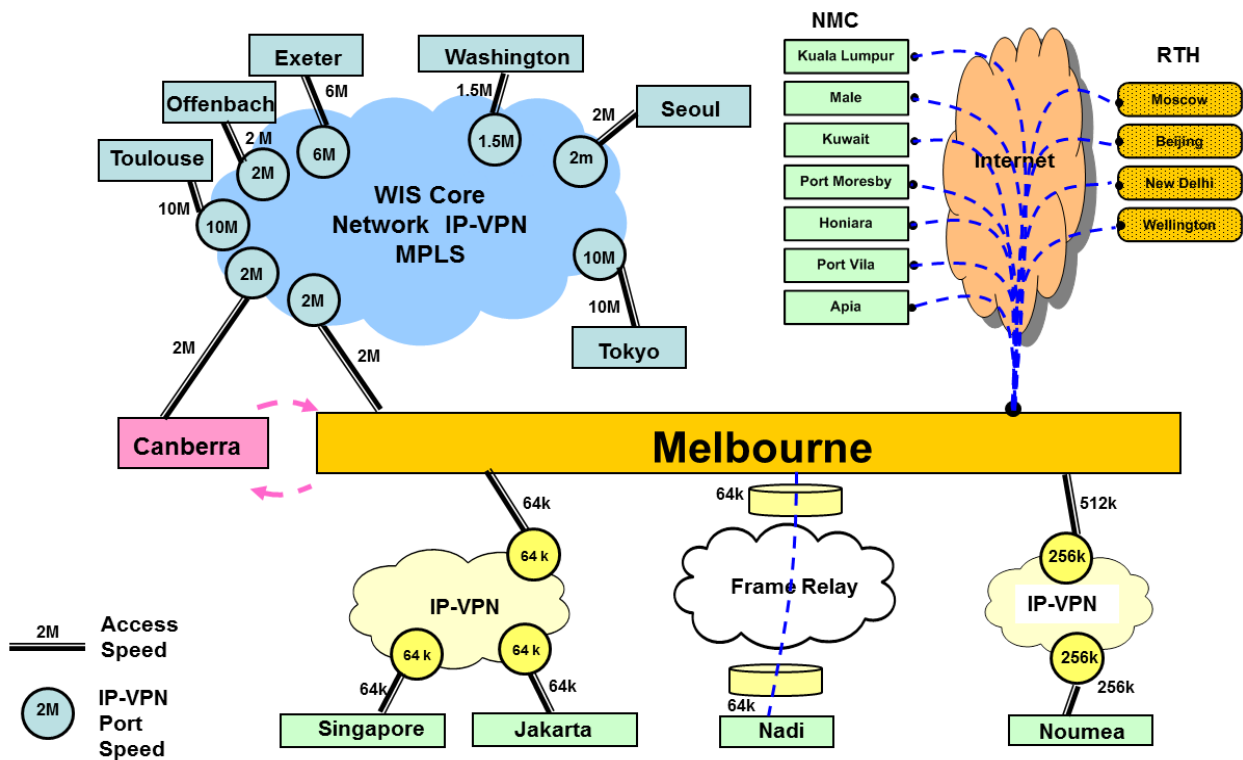 Exeter
6M
6M
Washington
1.5M
1.5M
Offenbach
2 M
2M
Seoul
2M
2m
Toulouse
10M
10M
WIS Core
Network IP-VPN
MPLS
2M
2M
2M
2M
10M
10M
Tokyo
NMC
Kuala Lumpur
Male
Kuwait
Port Moresby
Honiara
Port Vila
Apia
Internet
RTH
Moscow
Beijing
New Delhi
Wellington
Canberra
Melbourne
64k
64 k
IP-VPN
64 k
64 k
64k
64k
Singapore
Jakarta
64k
Frame Relay
64k
Nadi
512k
256k
IP-VPN
256k
256k
Noumea
2M
Access
Speed
2M
IP-VPN
Port
Speed